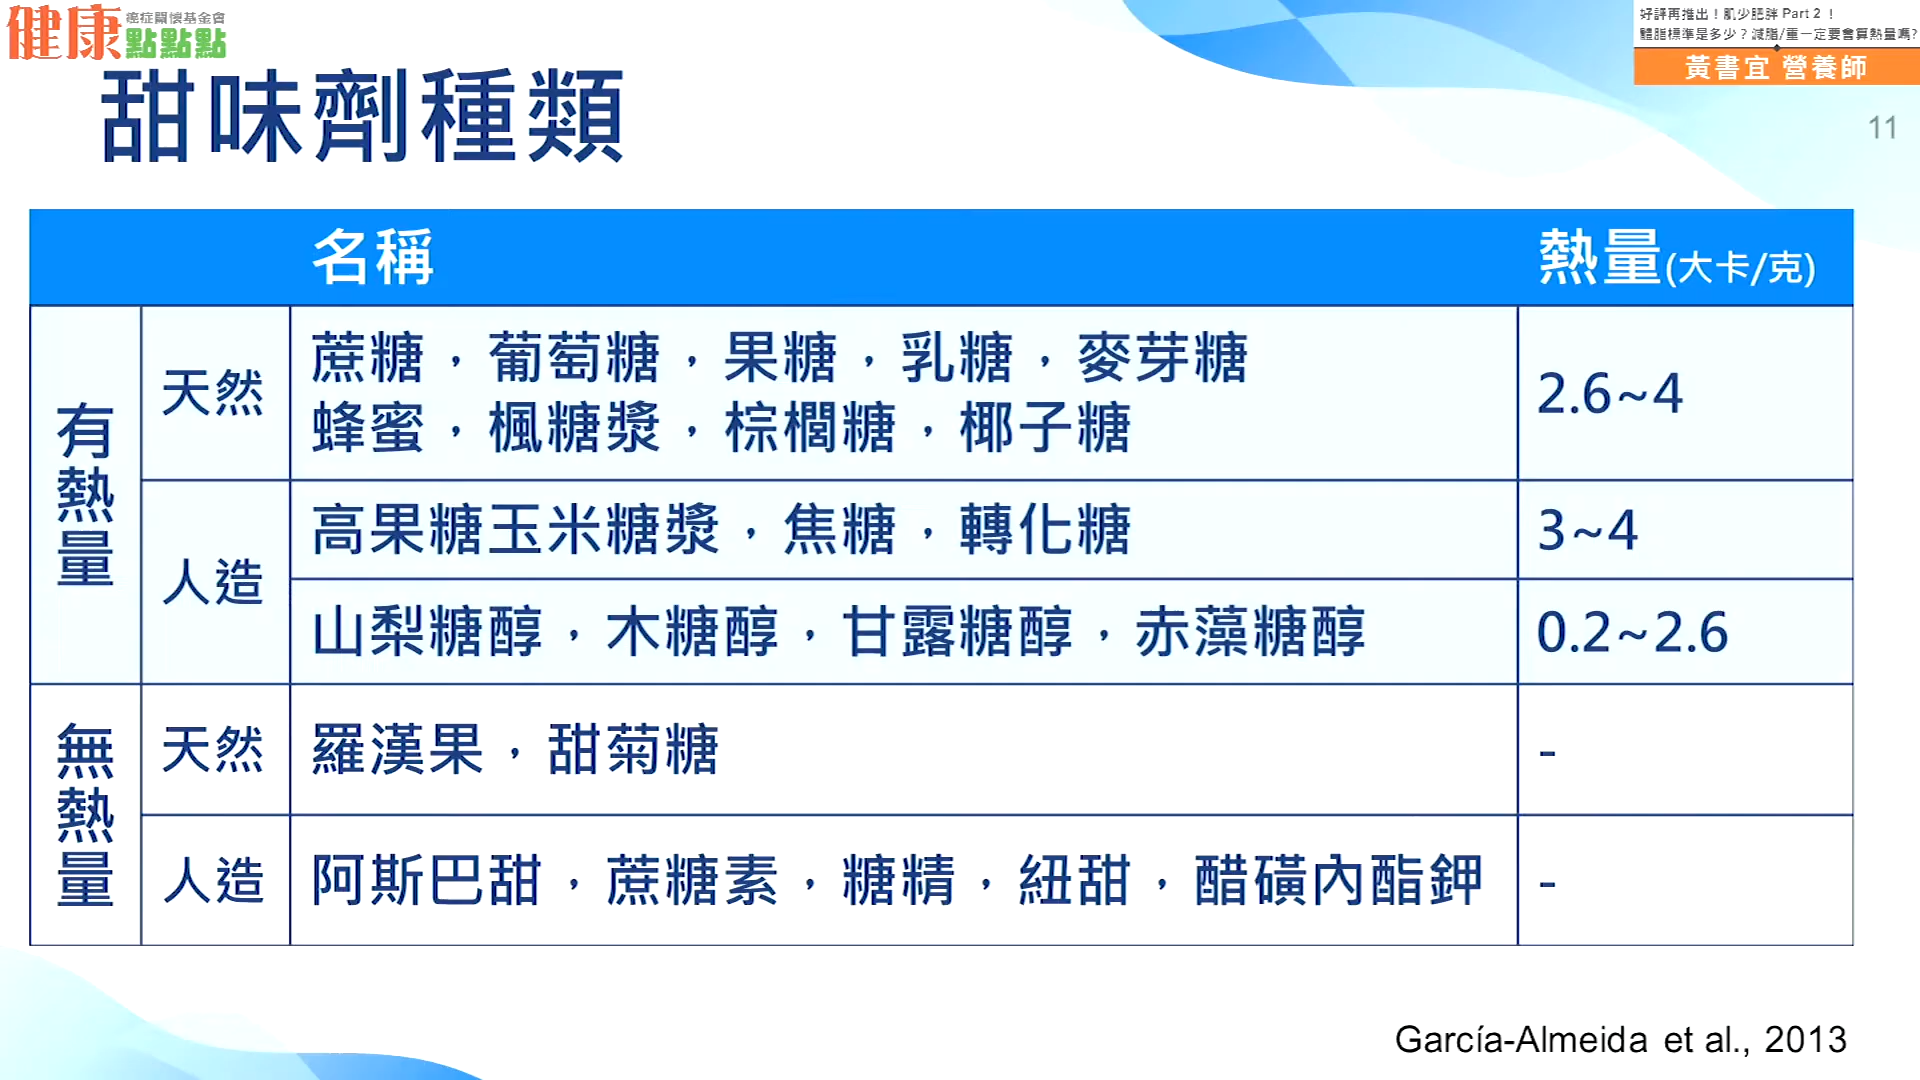 健康點點點
癌症關懷基金會
好評再推出！肌少肥胖 Part 2 ！
體脂標準是多少？減脂/重一定要會算熱量嗎?
黃書宜 營養師
11
甜味劑種類
名稱
熱量(大卡/克)
有熱量
天然
蔗糖，葡萄糖，果糖，乳糖，麥芽糖
蜂蜜，楓糖漿，棕櫚糖，椰子糖
2.6~4
人造
高果糖玉米糖漿，焦糖，轉化糖
3~4
山梨糖醇，木糖醇，甘露糖醇，赤藻糖醇
0.2~2.6
無熱量
天然
羅漢果，甜菊糖
-
人造
阿斯巴甜，蔗糖素，糖精，紐甜，醋磺內酯鉀
-
García-Almeida et al., 2013